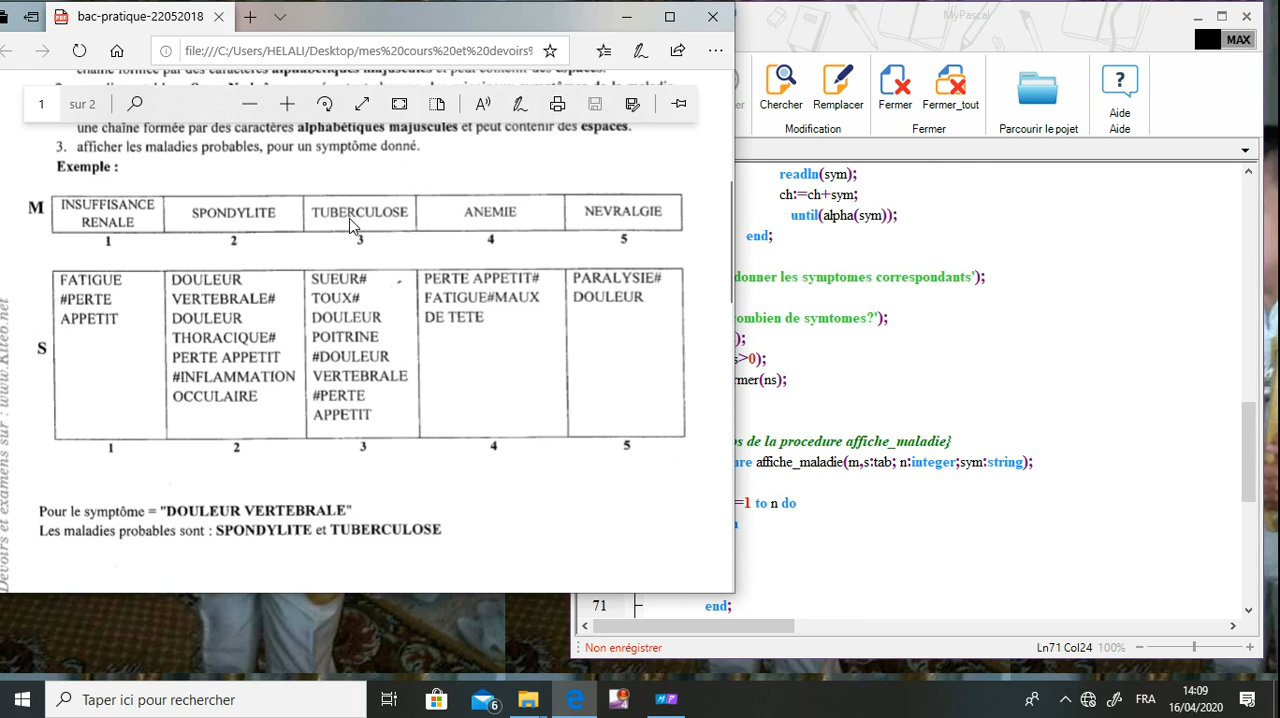 bac-pratique-22052018
MyPascal
MAX
file:///C:/Users/HELALI/Desktop/mes%20cours%20et%20devoirs%
1 sur 2
Chercher Remplacer Fermer Fermer_tout
Modification Fermer Parcourir le pojet Aide
Aide
une chaîne formée par des caractères alphabétiques majuscules et peut contenir des espaces.
3. afficher les maladies probables, pour un symptôme donné.
Exemple :
M
INSUFFISANCE
RENALE
SPONDYLITE
TUBERCULOSE
ANEMIE
NEVRALGIE
1 2 3 4 5
S
FATIGUE
#PERTE
APPETIT
DOULEUR
VERTEBRALE#
DOULEUR
THORACIQUE#
PERTE APPETIT
#INFLAMMATION
OCCULAIRE
SUEUR#
TOUX#
DOULEUR
POITRINE
#DOULEUR
VERTEBRALE
#PERTE
APPETIT
PERTE APPETIT#
FATIGUE#MAUX
DE TETE
PARALYSIE#
DOULEUR
1 2 3 4 5
Pour le symptôme = "DOULEUR VERTEBRALE"
Les maladies probables sont : SPONDYLITE et TUBERCULOSE
Devoirs et examens sur : www.Kiteo.net
readln(sym);
ch:=ch+sym;
until(alpha(sym));
end;
donner les symptomes correspondants');
ombien de symtomes?');
);
s>0);
rmer(ns);
ps de la procedure affiche_maladie}
ure affiche_maladie(m,s:tab; n:integer;sym:string);
=1 to n do
71 end;
Non enregistrer
Ln71 Col24 100%
Taper ici pour rechercher
6
FRA
14:09
16/04/2020